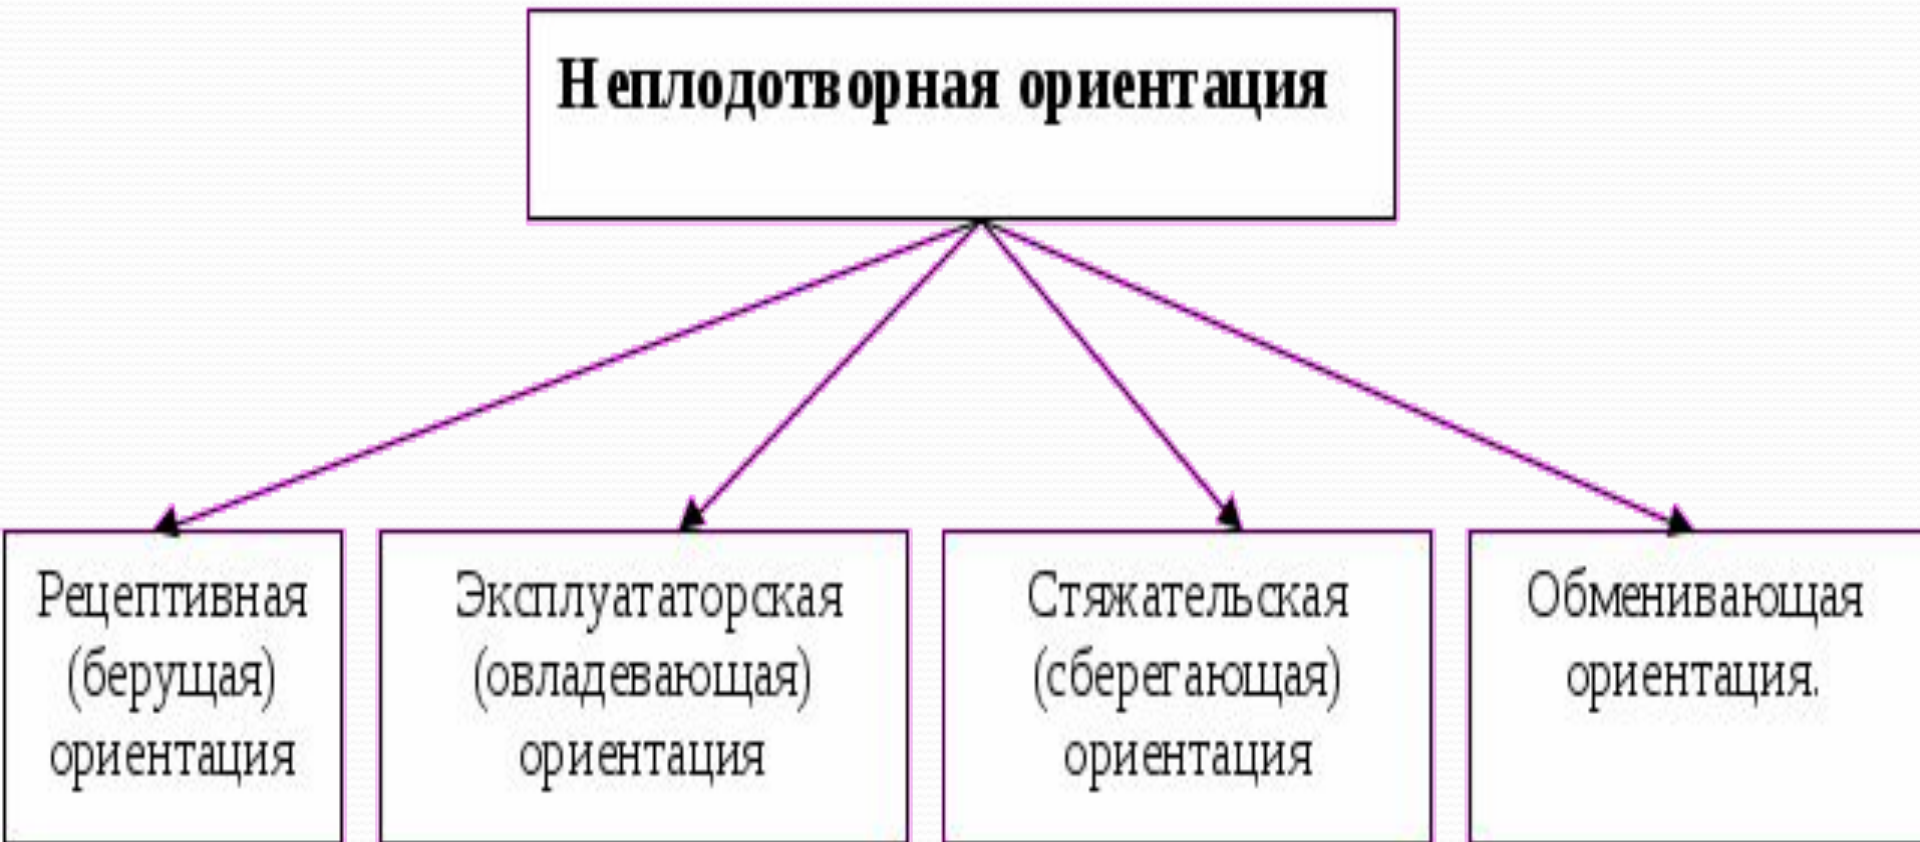 Неплодотворная ориентация
Рецептивная
(берущая)
ориентация
Эксплуататорская
(овладевающая)
ориентация
Стяжательская
(сберегающая)
ориентация
Обменивающая
ориентация.